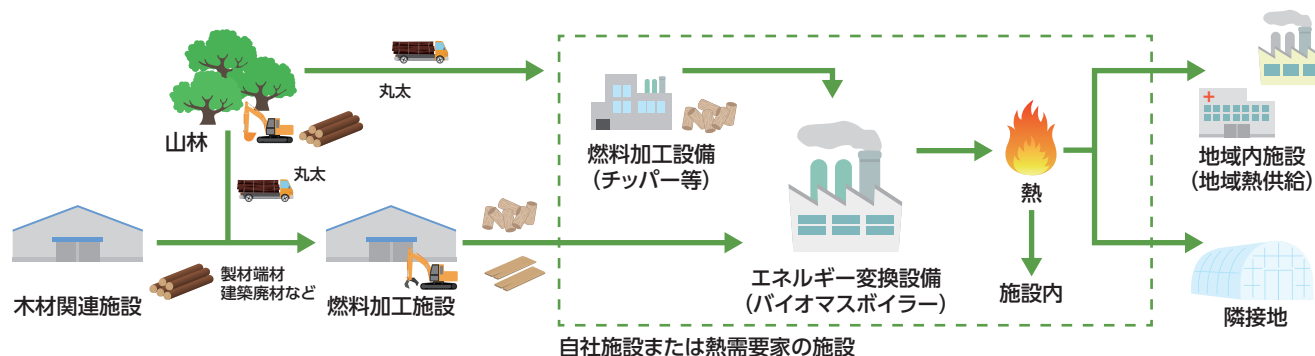 丸太
山林
丸太
木材関連施設
製材端材
建築廃材など
燃料加工施設
燃料加工設備
（チッパー等）
エネルギー変換設備
（バイオマスボイラー）
熱
施設内
地域内施設
（地域熱供給）
隣接地
自社施設または熱需要家の施設